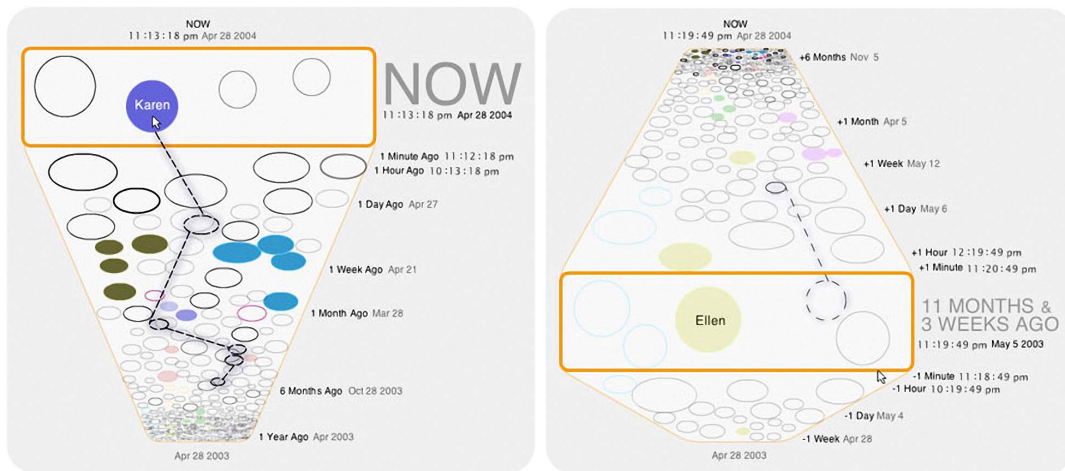 NOW
11:13:18 pm Apr 28 2004
Karen
NOW
11:13:18 pm Apr 28 2004
1 Minute Ago 11:12:18 pm
1 Hour Ago 10:13:18 pm
1 Day Ago Apr 27
1 Week Ago Apr 21
1 Month Ago Mar 28
6 Months Ago Oct 28 2003
1 Year Ago Apr 2003
Apr 28 2003
NOW
11:19:49 pm Apr 28 2004
+6 Months Nov 5
+1 Month Apr 5
+1 Week May 12
+1 Day May 6
+1 Hour 12:19:49 pm
+1 Minute 11:20:49 pm
Ellen
11 MONTHS &
3 WEEKS AGO
11:19:49 pm May 5 2003
-1 Minute 11:18:49 pm
-1 Hour 10:19:49 pm
-1 Day May 4
-1 Week Apr 28
Apr 28 2003